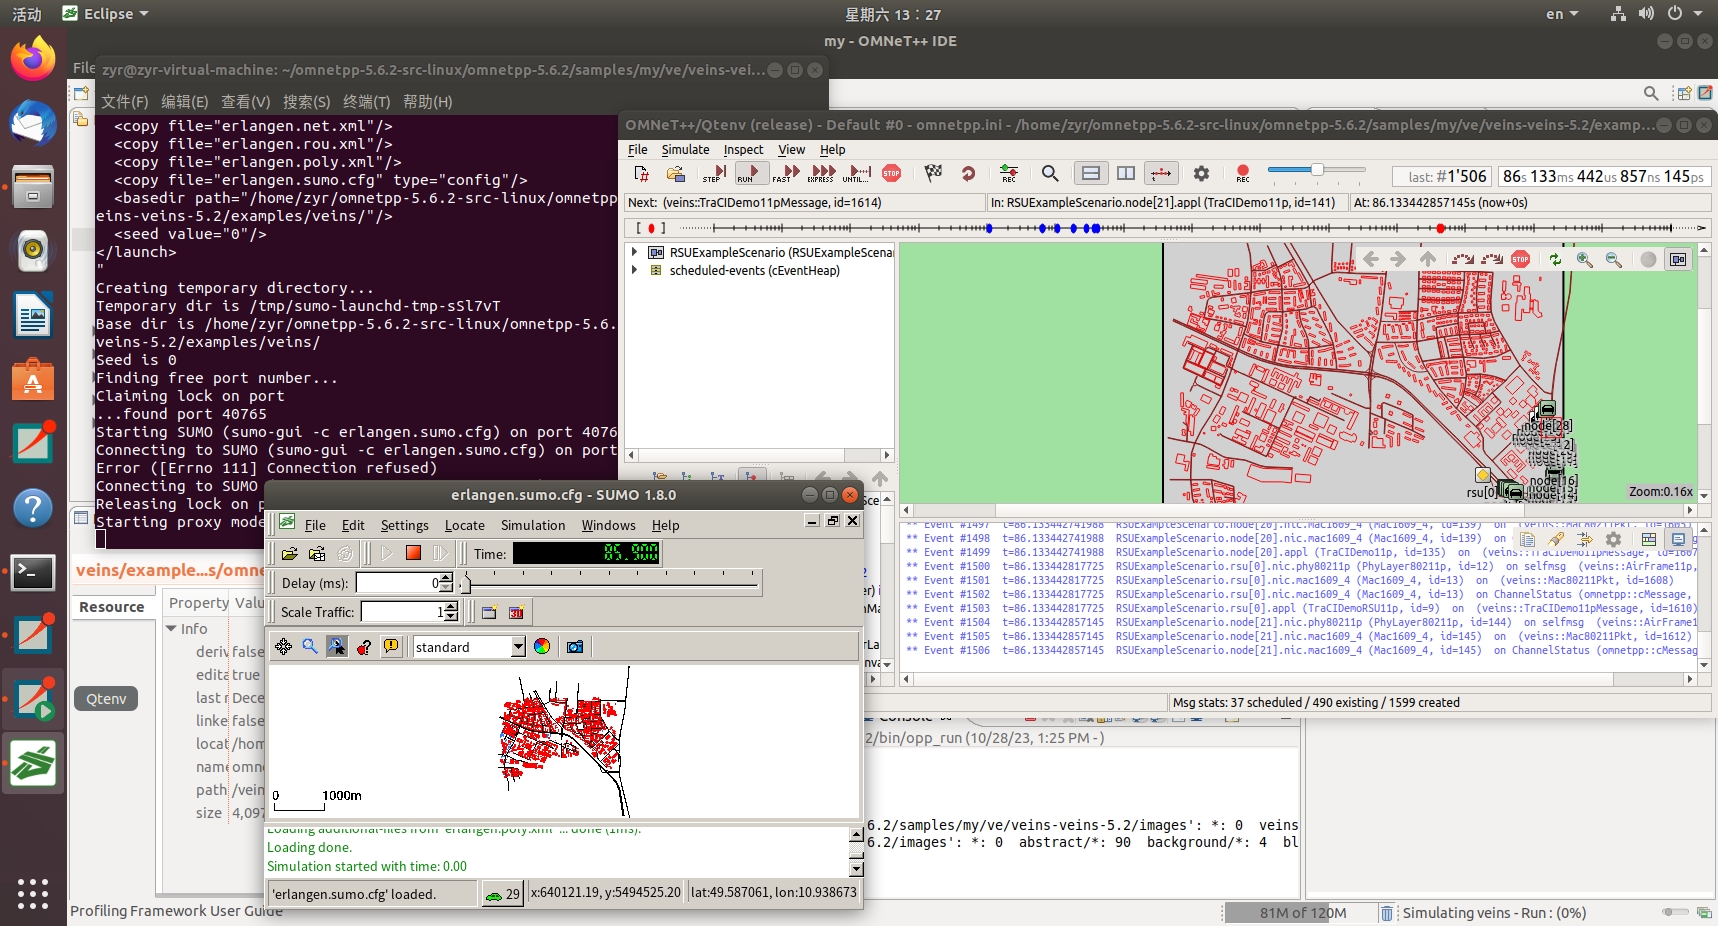 活动
Eclipse
星期六 13：27
en
my - OMNeT++ IDE
File
zyr@zyr-virtual-machine: ~/omnetpp-5.6.2-src-linux/omnetpp-5.6.2/samples/my/ve/veins-vei...
文件(F) 编辑(E) 查看(V) 搜索(S) 终端(T) 帮助(H)
<copy file="erlangen.net.xml"/>
<copy file="erlangen.rou.xml"/>
<copy file="erlangen.poly.xml"/>
<copy file="erlangen.sumo.cfg" type="config"/>
<basedir path="/home/zyr/omnetpp-5.6.2-src-linux/omnetpp
eins-veins-5.2/examples/veins/"/>
<seed value="0"/>
</launch>
"
Creating temporary directory...
Temporary dir is /tmp/sumo-launchd-tmp-sSl7vT
Base dir is /home/zyr/omnetpp-5.6.2-src-linux/omnetpp-5.6.
veins-5.2/examples/veins/
Seed is 0
Finding free port number...
Claiming lock on port
...found port 40765
Starting SUMO (sumo-gui -c erlangen.sumo.cfg) on port 4076
Connecting to SUMO (sumo-gui -c erlangen.sumo.cfg) on port
Error ([Errno 111] Connection refused)
Connecting to SUMO
Releasing lock on p
Starting proxy mode
OMNeT++/Qtenv (release) - Default #0 - omnetpp.ini - /home/zyr/omnetpp-5.6.2-src-linux/omnetpp-5.6.2/samples/my/ve/veins-veins-5.2/examp...
File Simulate Inspect View Help
STEP RUN FAST EXPRESS UNTIL... STOP REC REC
last: #1'506
86s 133ms 442us 857ns 145ps
Next: (veins::TraCIDemo11pMessage, id=1614)
In: RSUExampleScenario.node[21].appl (TraCIDemo11p, id=141)
At: 86.133442857145s (now+0s)
RSUExampleScenario (RSUExampleScenar
scheduled-events (cEventHeap)
STOP
node[28]
node[16]
rsu[0]
Zoom:0.16x
** Event #1497 t=86.133442741988 RSUExampleScenario.node[20].nic.mac1609_4 (Mac1609_4, id=139) on (veins::Mac80211Pkt, id=1605)
** Event #1498 t=86.133442741988 RSUExampleScenario.node[20].nic.mac1609_4 (Mac1609_4, id=139) o
** Event #1499 t=86.133442741988 RSUExampleScenario.node[20].appl (TraCIDemo11p, id=135) on (veins::TraCIDemo11pMessage, id=1607
** Event #1500 t=86.133442817725 RSUExampleScenario.rsu[0].nic.phy80211p (PhyLayer80211p, id=12) on selfmsg (veins::AirFrame11p,
** Event #1501 t=86.133442817725 RSUExampleScenario.rsu[0].nic.mac1609_4 (Mac1609_4, id=13) on (veins::Mac80211Pkt, id=1608)
** Event #1502 t=86.133442817725 RSUExampleScenario.rsu[0].nic.mac1609_4 (Mac1609_4, id=13) on ChannelStatus (omnetpp::cMessage,
** Event #1503 t=86.133442817725 RSUExampleScenario.rsu[0].appl (TraCIDemoRSU11p, id=9) on (veins::TraCIDemo11pMessage, id=1610)
** Event #1504 t=86.133442857145 RSUExampleScenario.node[21].nic.phy80211p (PhyLayer80211p, id=144) on selfmsg (veins::AirFrame1
** Event #1505 t=86.133442857145 RSUExampleScenario.node[21].nic.mac1609_4 (Mac1609_4, id=145) on (veins::Mac80211Pkt, id=1612)
** Event #1506 t=86.133442857145 RSUExampleScenario.node[21].nic.mac1609_4 (Mac1609_4, id=145) on ChannelStatus (omnetpp::cMessag
Msg stats: 37 scheduled / 490 existing / 1599 created
erlangen.sumo.cfg - SUMO 1.8.0
File Edit Settings Locate Simulation Windows Help
Time: 85.900
Delay (ms): 0
Scale Traffic: 1
standard
0 1000m
Loading additional-files from 'erlangen.poly.xml' ... done (1ms).
Loading done.
Simulation started with time: 0.00
'erlangen.sumo.cfg' loaded.
29
x:640121.19, y:5494525.20
lat:49.587061, lon:10.938673
veins/example...s/omne
Resource
Qtenv
Property Valu
Info
deriv false
edita true
last r Dece
linke false
locat /hom
name omne
path /vein
size 4,097
Console
2/bin/opp_run (10/28/23, 1:25 PM - )
6.2/samples/my/ve/veins-veins-5.2/images': *: 0 veins
6.2/images': *: 0 abstract/*: 90 background/*: 4 bl
Profiling Framework User Guide
81M of 120M
Simulating veins - Run : (0%)